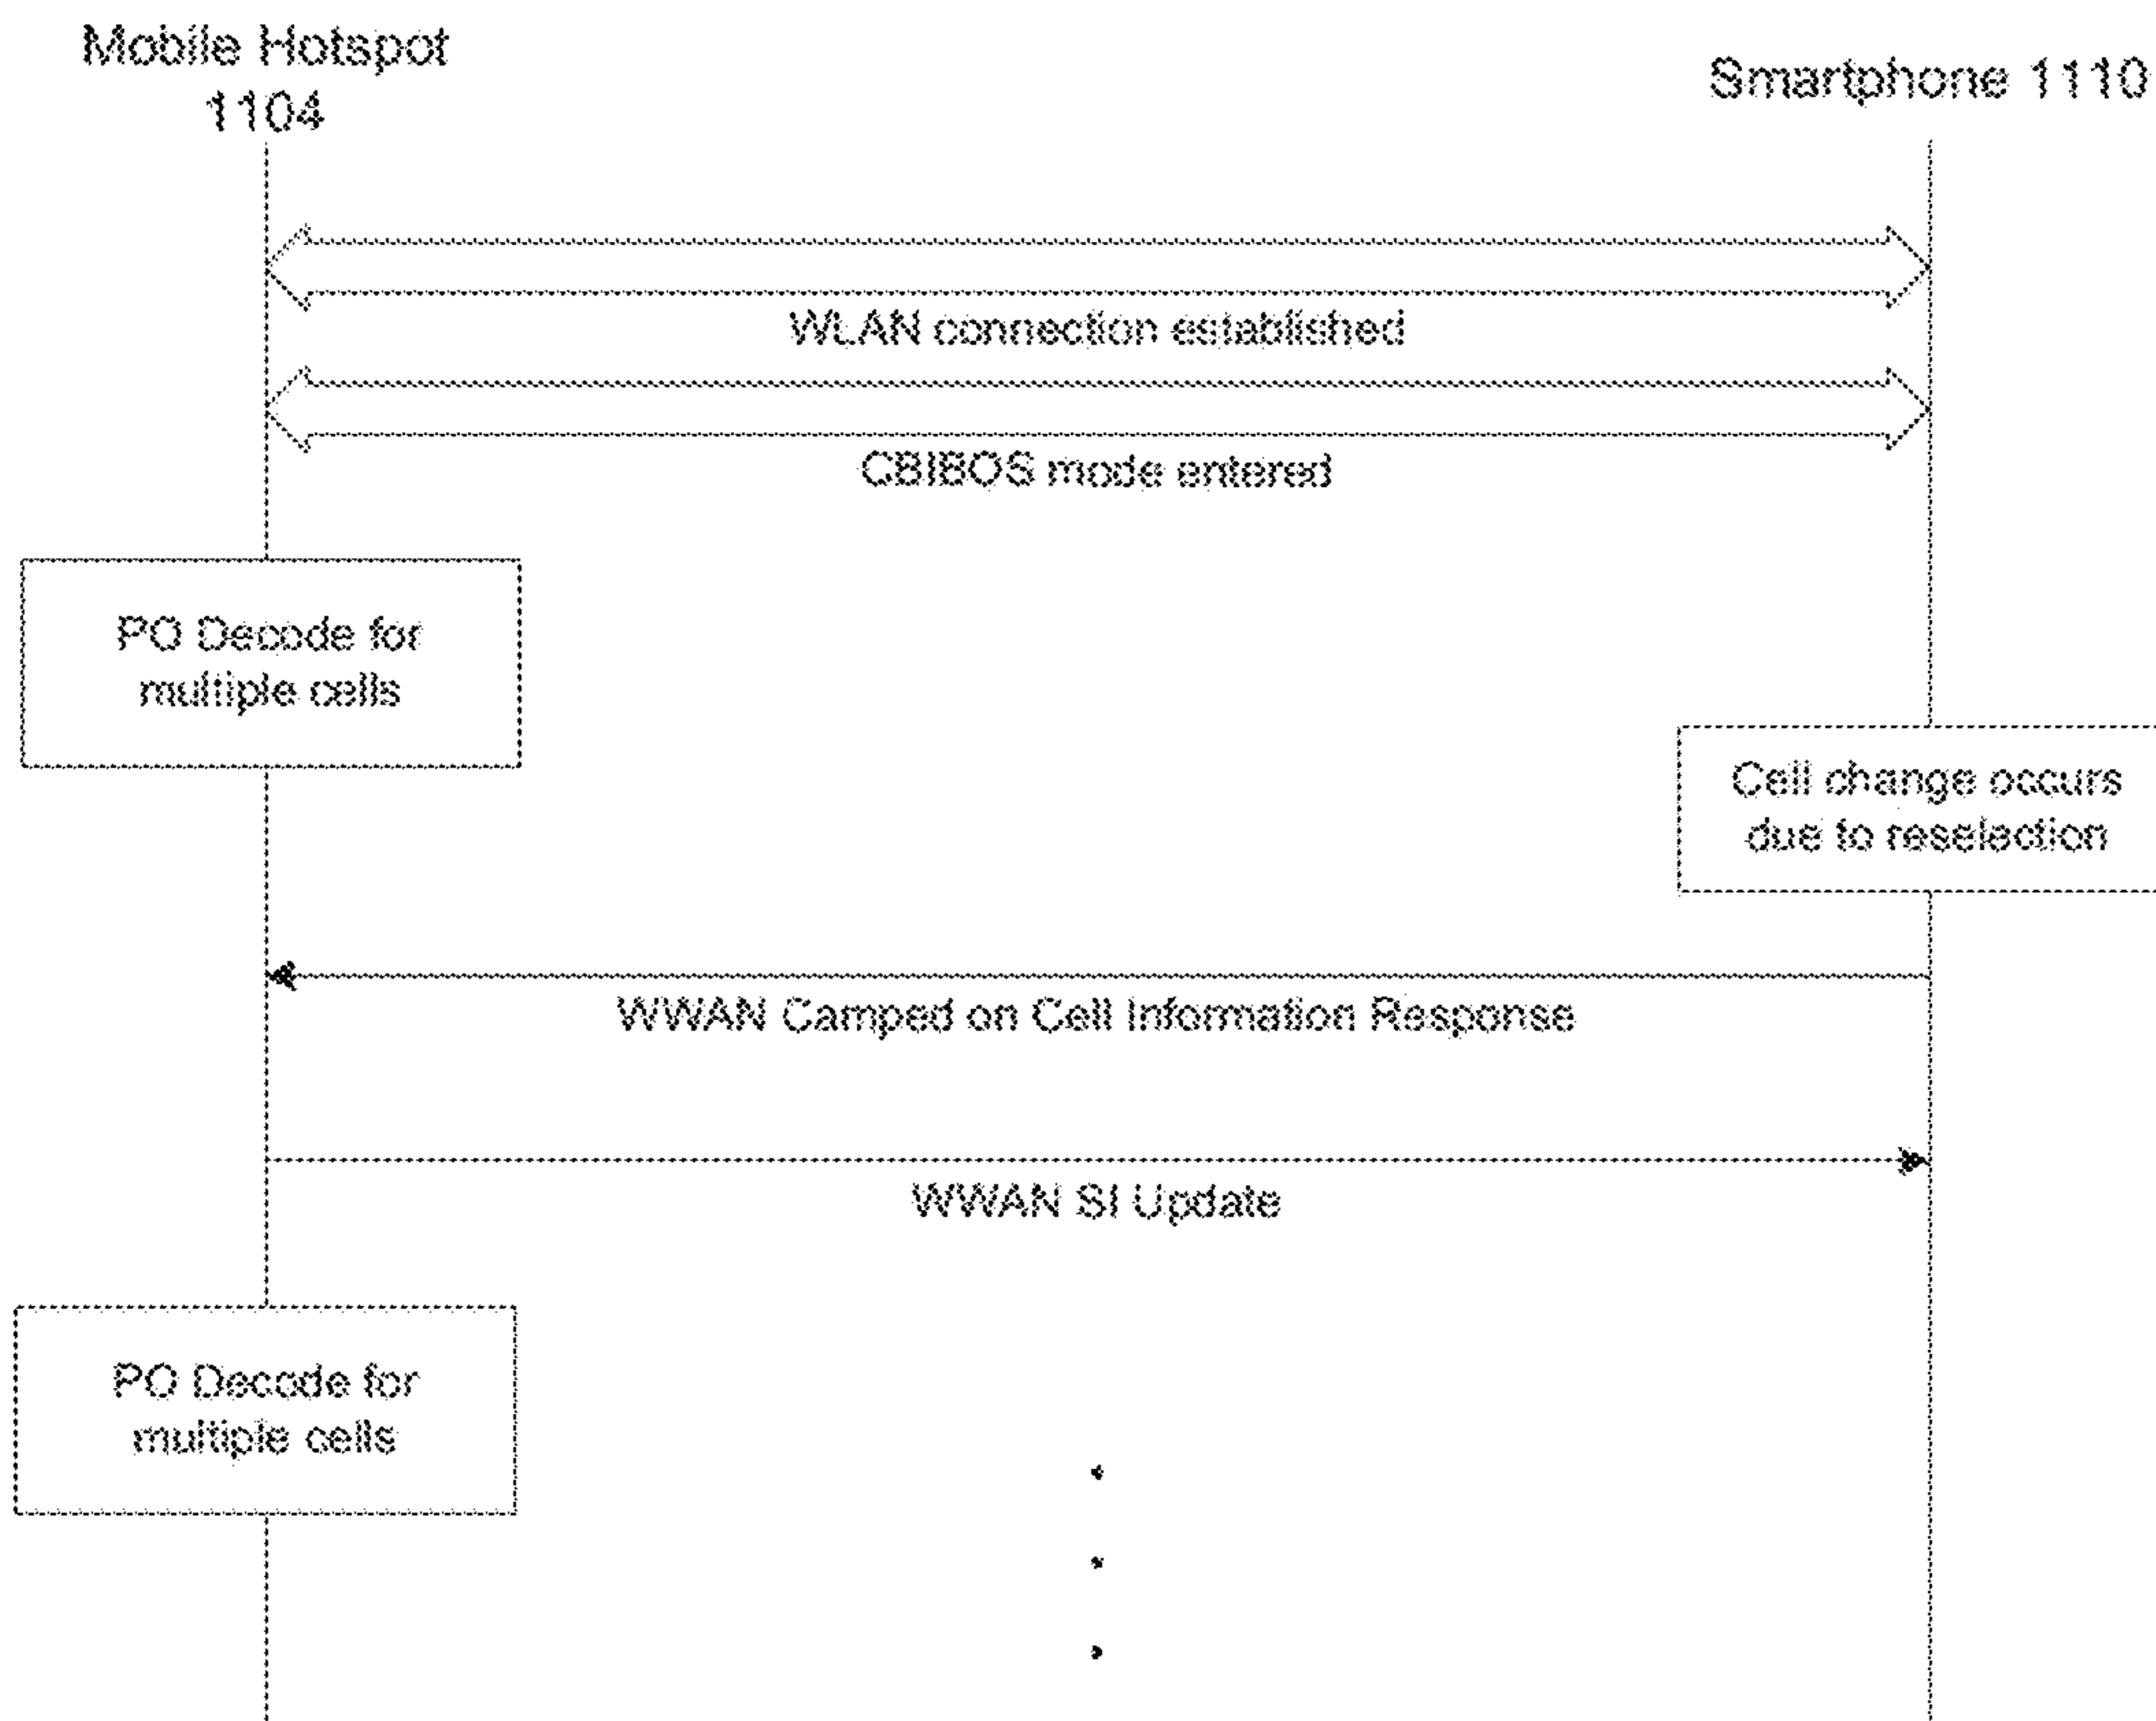 Mobile Hotspot
1104
Smartphone 1110
WLAN connection established
CBIBOS mode entered
PO Decode for
multiple cells
Cell change occurs
due to reselection
WWAN Camped on Cell Information Response
WWAN SI Update
PO Decode for
multiple cells